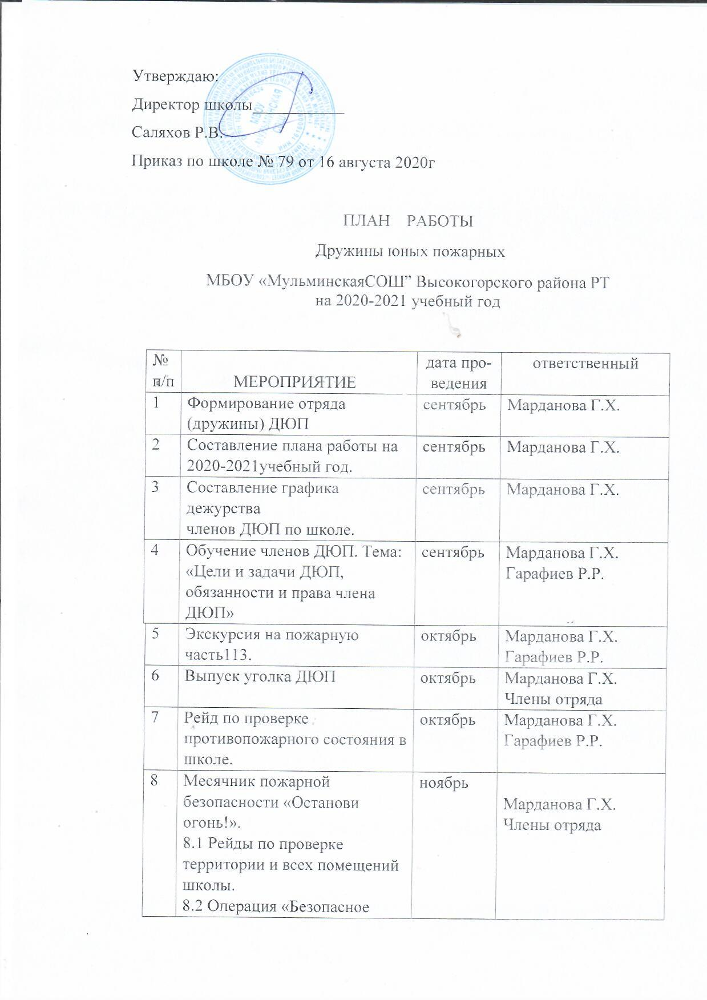 Утверждаю:
Директор школы____________
Саляхов Р.В.
Приказ по школе № 79 от 16 августа 2020г
МБОУ
ПЛАН РАБОТЫ
Дружины юных пожарных
МБОУ «МульминскаяСОШ” Высокогорского района РТ
на 2020-2021 учебный год
№
п/п
МЕРОПРИЯТИЕ
дата про-
ведения
ответственный
1
Формирование отряда
(дружины) ДЮП
сентябрь
Марданова Г.Х.
2
Составление плана работы на
2020-2021учебный год.
сентябрь
Марданова Г.Х.
3
Составление графика
дежурства
членов ДЮП по школе.
сентябрь
Марданова Г.Х.
4
Обучение членов ДЮП. Тема:
«Цели и задачи ДЮП,
обязанности и права члена
ДЮП»
сентябрь
Марданова Г.Х.
Гарафиев Р.Р.
5
Экскурсия на пожарную
часть113.
октябрь
Марданова Г.Х.
Гарафиев Р.Р.
6
Выпуск уголка ДЮП
октябрь
Марданова Г.Х.
Члены отряда
7
Рейд по проверке
противопожарного состояния в
школе.
октябрь
Марданова Г.Х.
Гарафиев Р.Р.
8
Месячник пожарной
безопасности «Останови
огонь!».
8.1 Рейды по проверке
территории и всех помещений
школы.
8.2 Операция «Безопасное
ноябрь
Марданова Г.Х.
Члены отряда